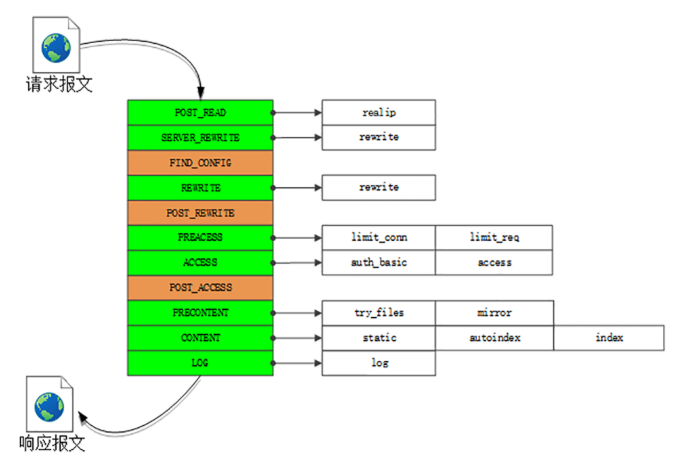 请求报文
POST_READ realip
SERVER_REWRITE rewrite
FIND_CONFIG
REWRITE rewrite
POST_REWRITE
PREACESS limit_conn limit_req
ACCESS auth_basic access
POST_ACCESS
PRECONTENT try_files mirror
CONTENT static autoindex index
LOG log
响应报文